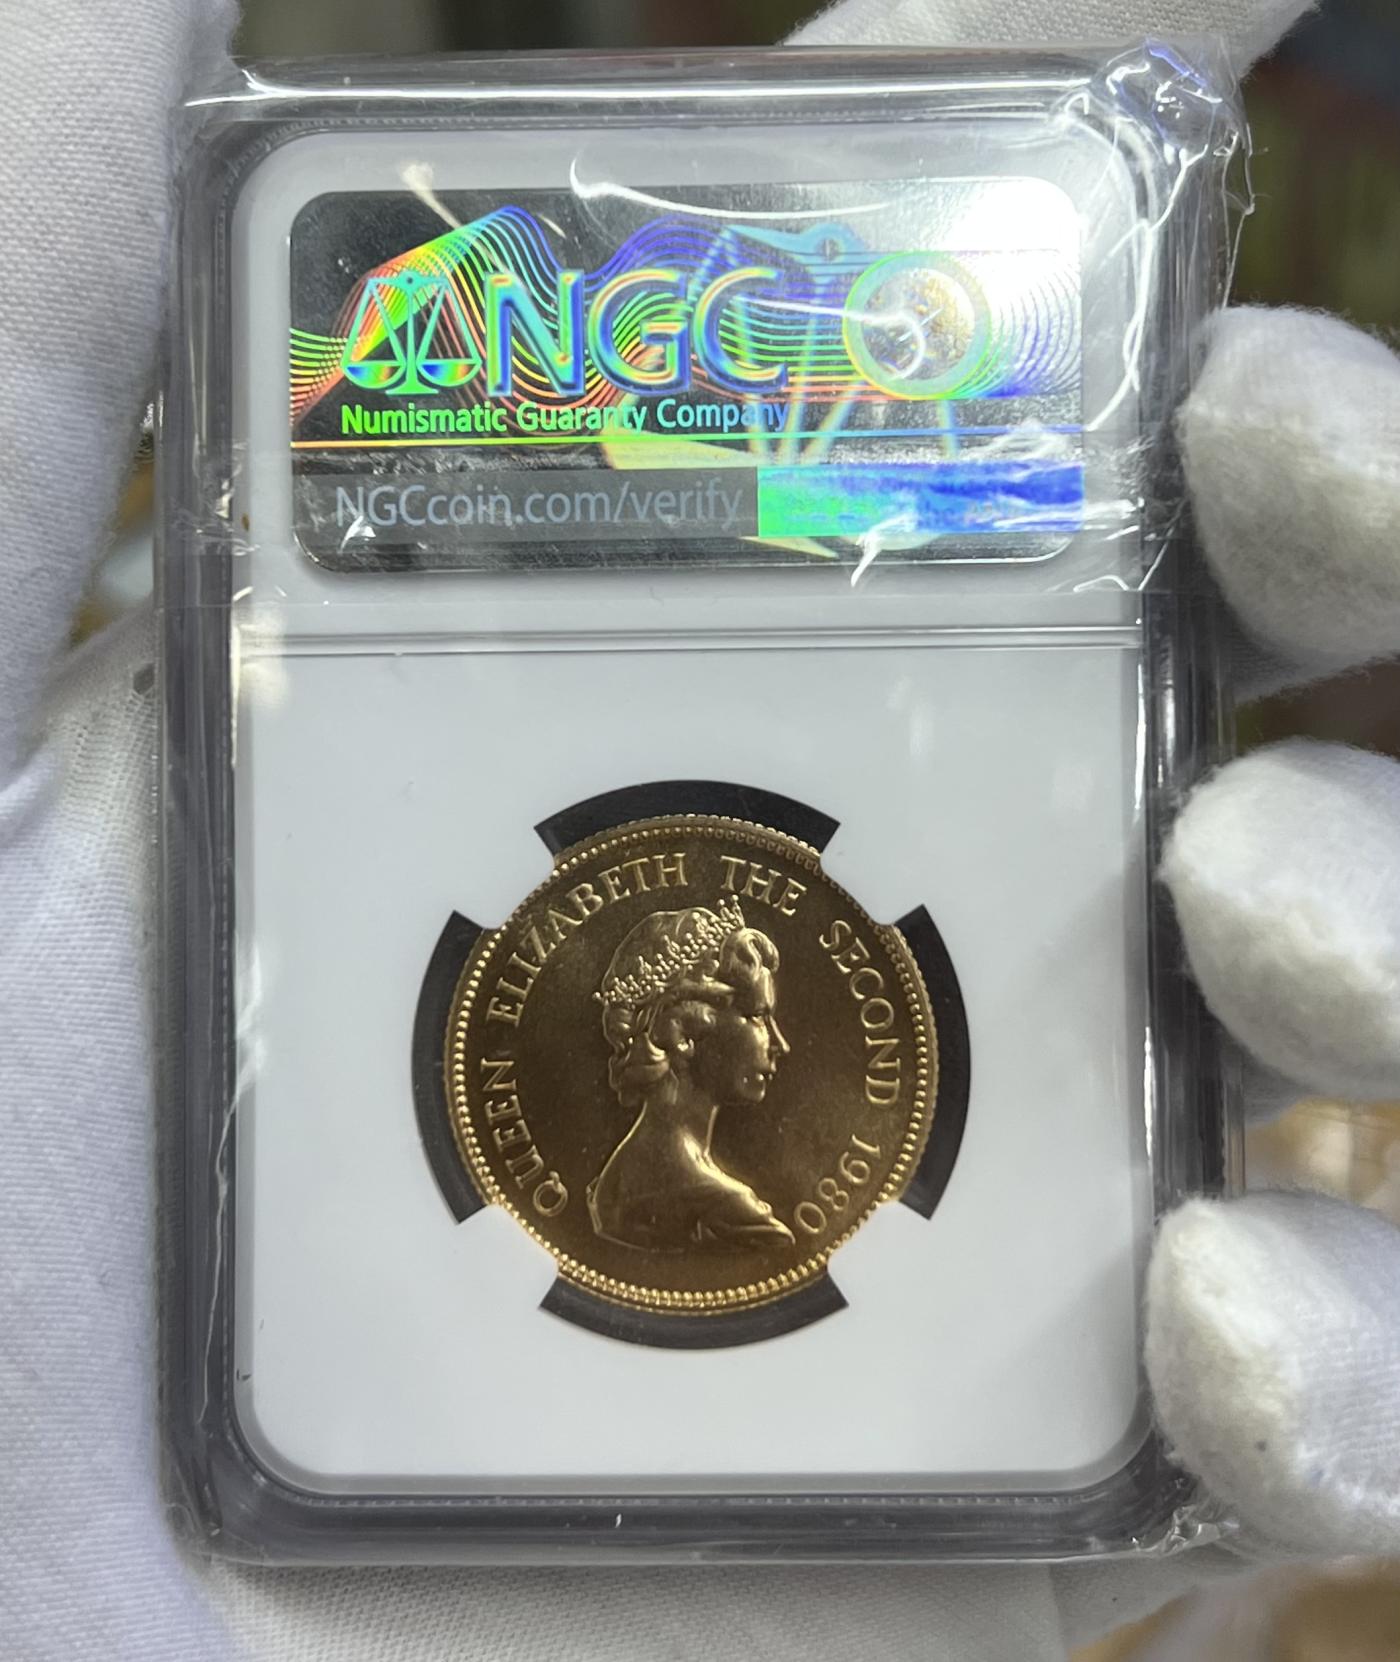 NGC
Numismatic Guaranty Company
NGCcoin.com/verify
QUEEN ELIZABETH THE SECOND 1980